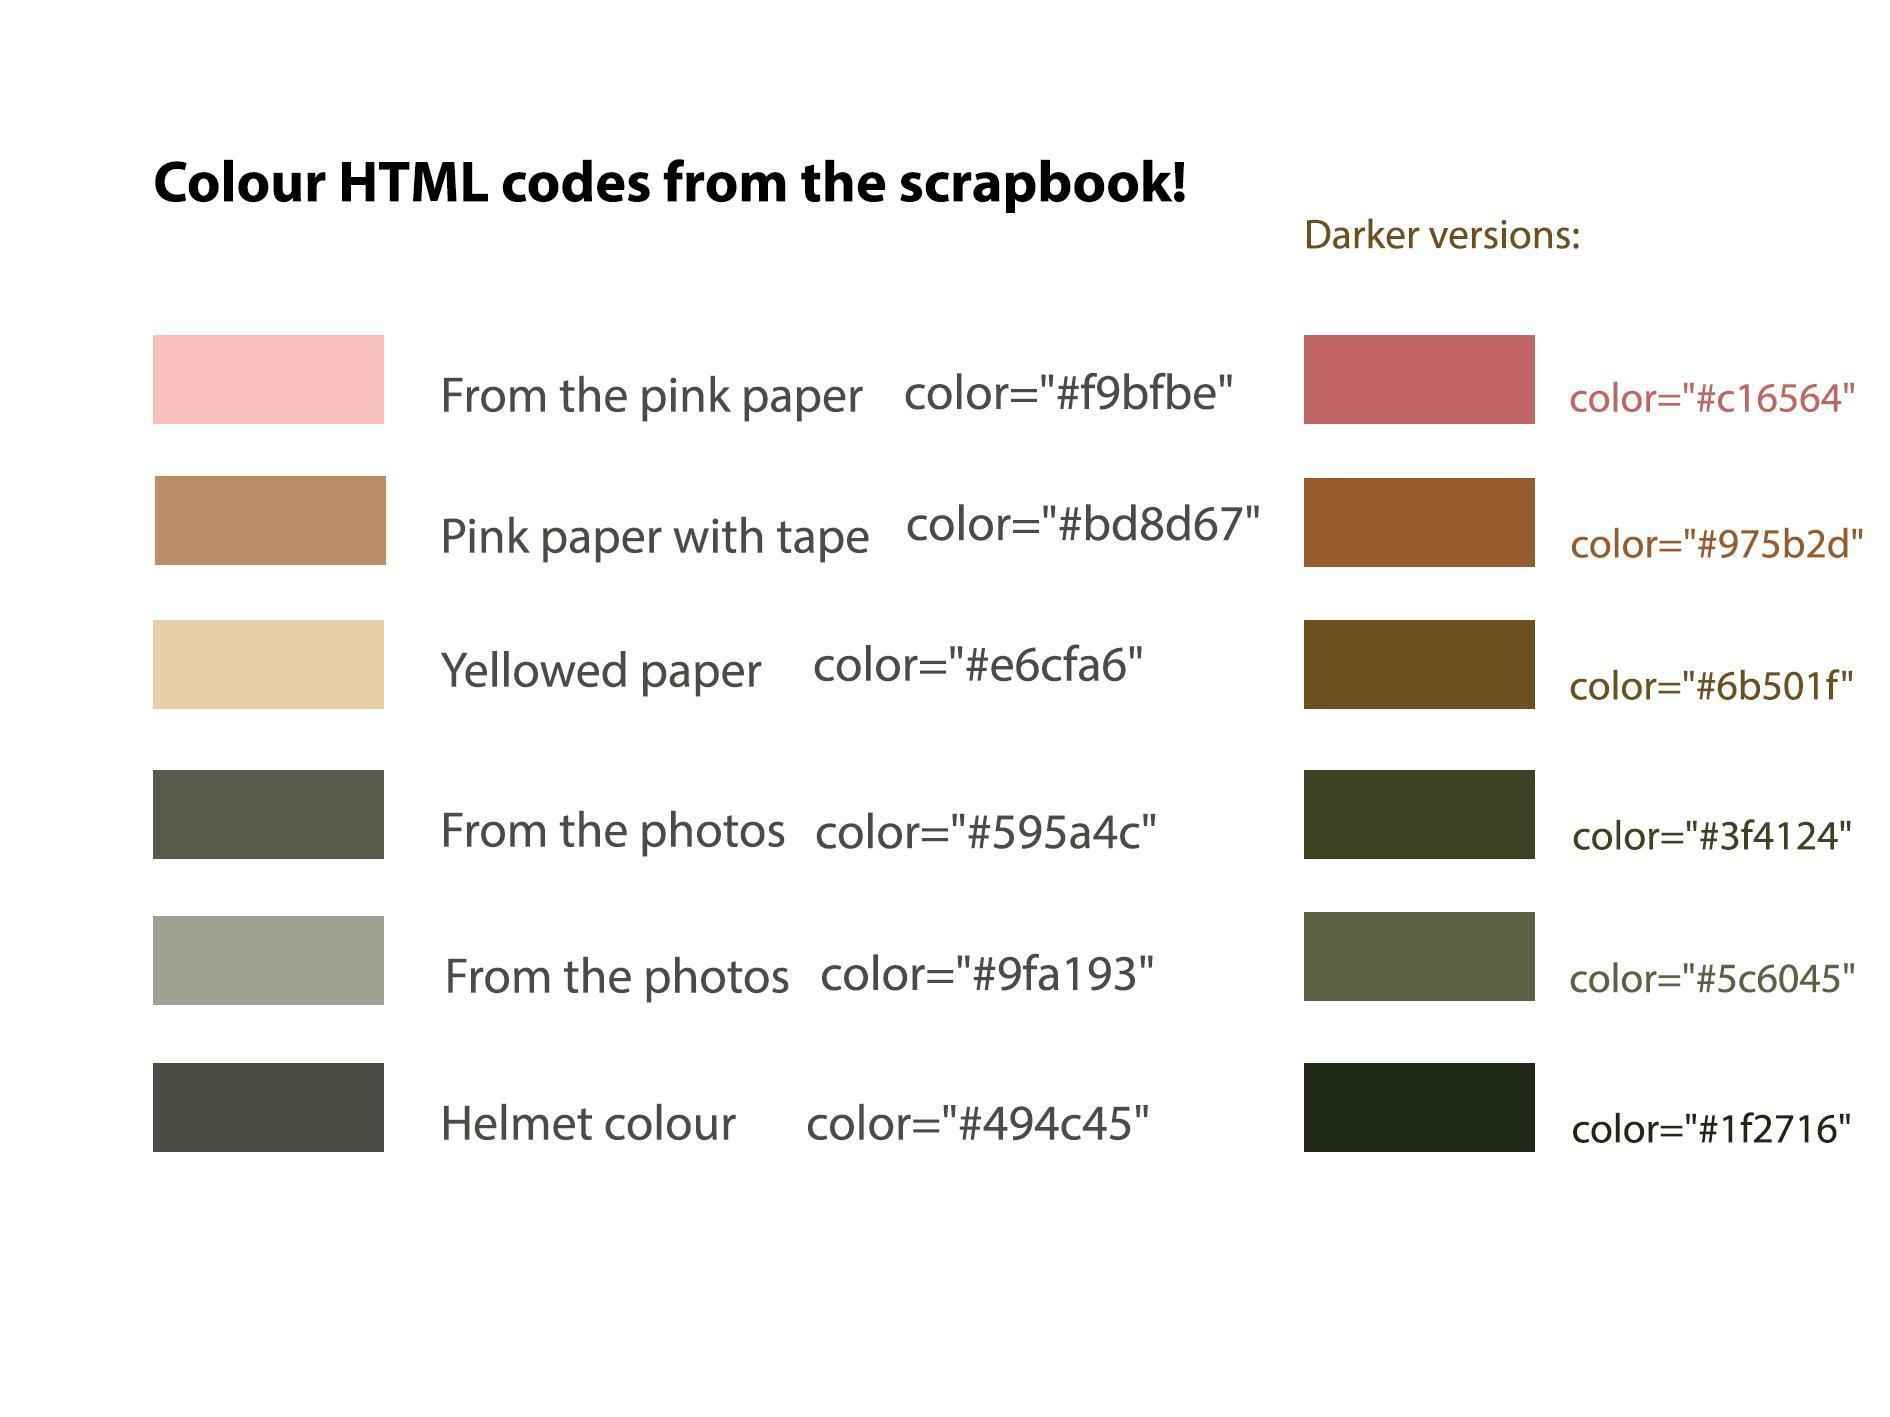 Colour HTML codes from the scrapbook!
Darker versions:
From the pink paper color="#f9bfbe" color="#c16564"
Pink paper with tape color="#bd8d67" color="#975b2d"
Yellowed paper color="#e6cfa6" color="#6b501f"
From the photos color="#595a4c" color="#3f4124"
From the photos color="#9fa193" color="#5c6045"
Helmet colour color="#494c45" color="#1f2716"